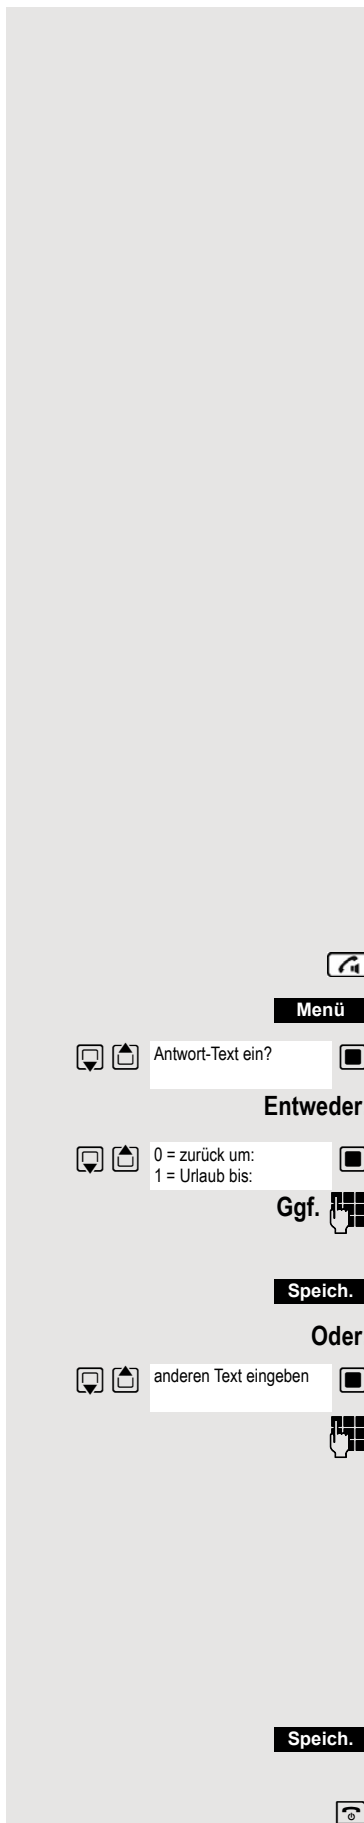 Menü
Antwort-Text ein?
Entweder
0 = zurück um:
1 = Urlaub bis:
Ggf.
Speich.
Oder
anderen Text eingeben
Speich.